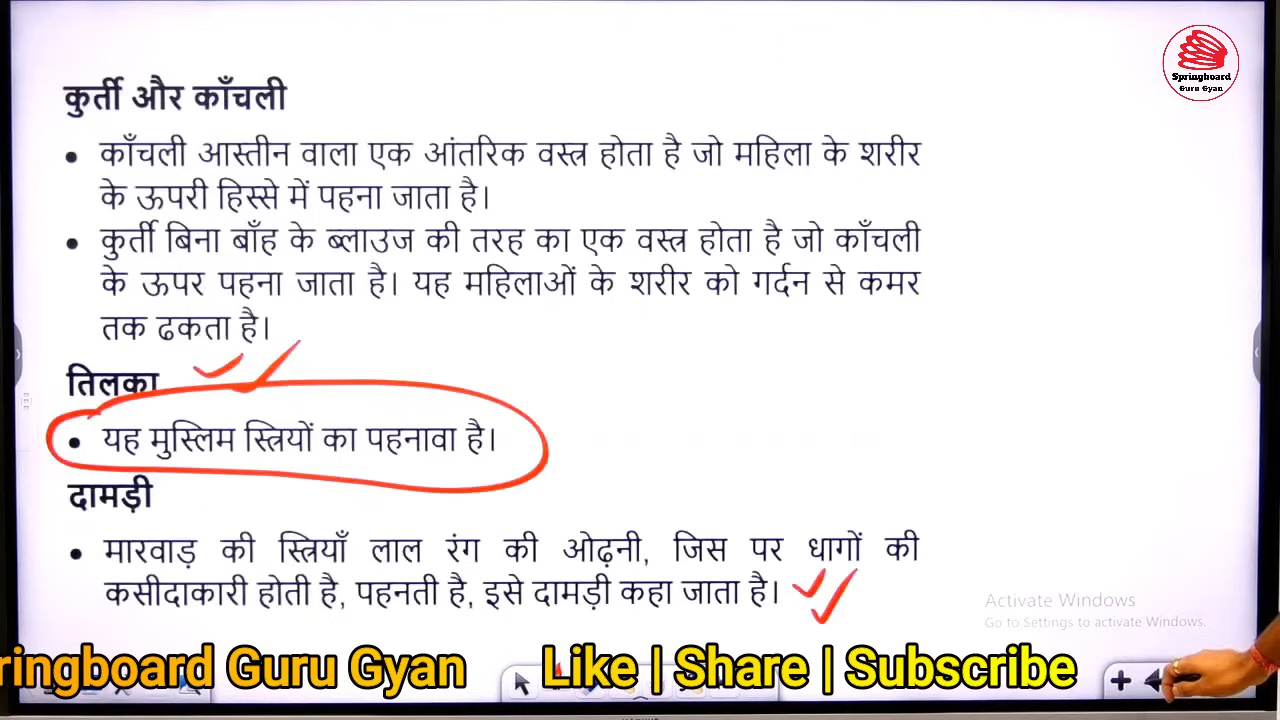 Springboard
Guru Gyan
कुर्ती और काँचली
• काँचली आस्तीन वाला एक आंतरिक वस्त्र होता है जो महिला के शरीर
के ऊपरी हिस्से में पहना जाता है।
• कुर्ती बिना बाँह के ब्लाउज की तरह का एक वस्त्र होता है जो काँचली
के ऊपर पहना जाता है। यह महिलाओं के शरीर को गर्दन से कमर
तक ढकता है।
तिलका
• यह मुस्लिम स्त्रियों का पहनावा है।
दामड़ी
• मारवाड़ की स्त्रियाँ लाल रंग की ओढ़नी, जिस पर धागों की
कसीदाकारी होती है, पहनती है, इसे दामड़ी कहा जाता है।
Activate Windows
Go to Settings to activate Windows.
ringboard Guru Gyan Like | Share | Subscribe